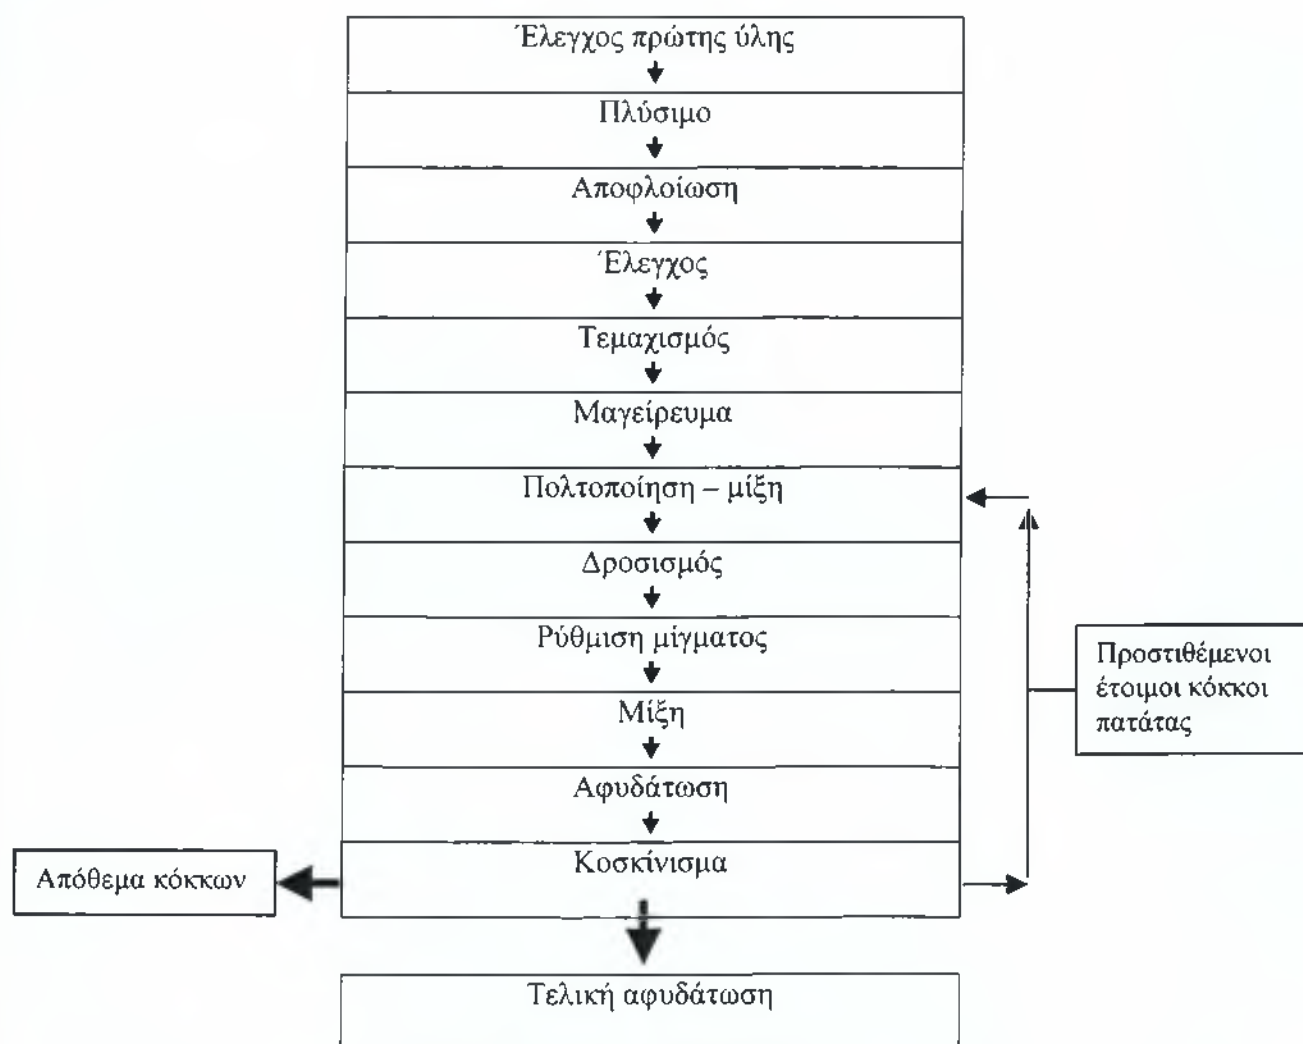 Έλεγχος πρώτης ύλης
Πλύσιμο
Αποφλοίωση
Έλεγχος
Τεμαχισμός
Μαγείρευμα
Πολτοποίηση – μίξη
Δροσισμός
Ρύθμιση μίγματος
Προστιθέμενοι
έτοιμοι κόκκοι
πατάτας
Μίξη
Αφυδάτωση
Κοσκίνισμα
Απόθεμα κόκκων
Τελική αφυδάτωση